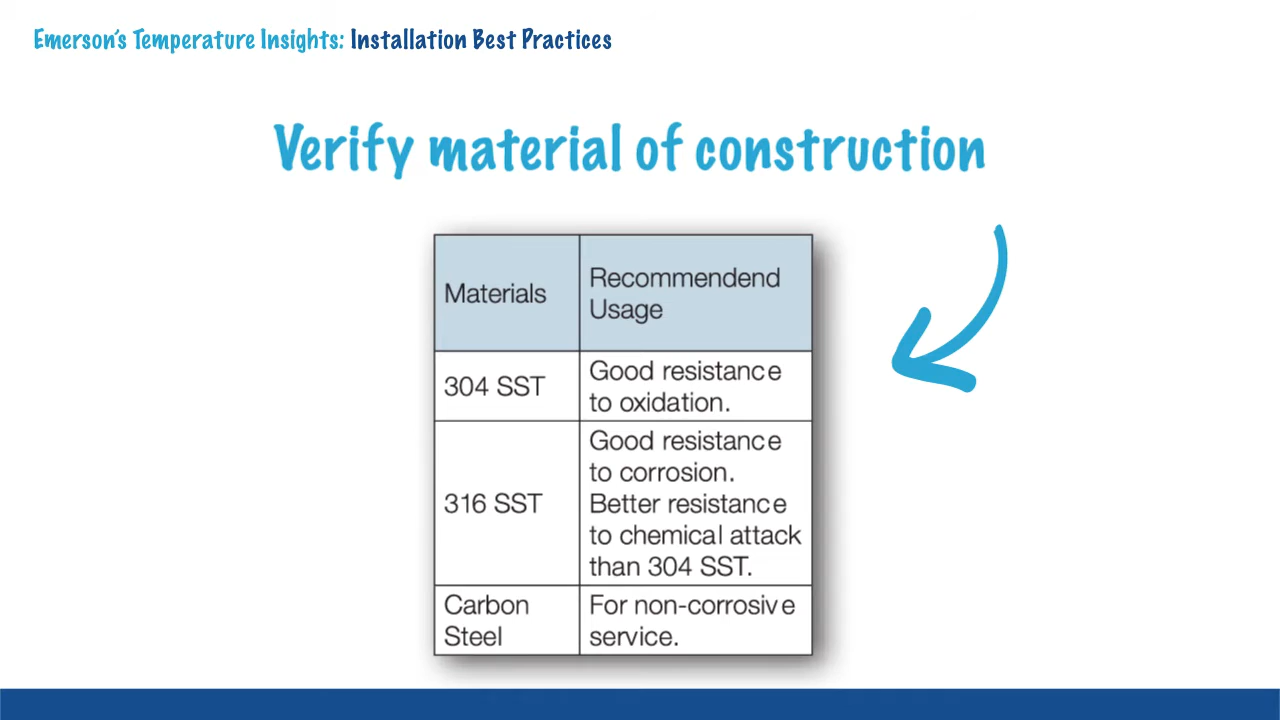 Emerson's Temperature Insights: Installation Best Practices
Verify material of construction
Materials
Recommendend
Usage
304 SST
Good resistance
to oxidation.
316 SST
Good resistance
to corrosion.
Better resistance
to chemical attack
than 304 SST.
Carbon
Steel
For non-corrosive
service.